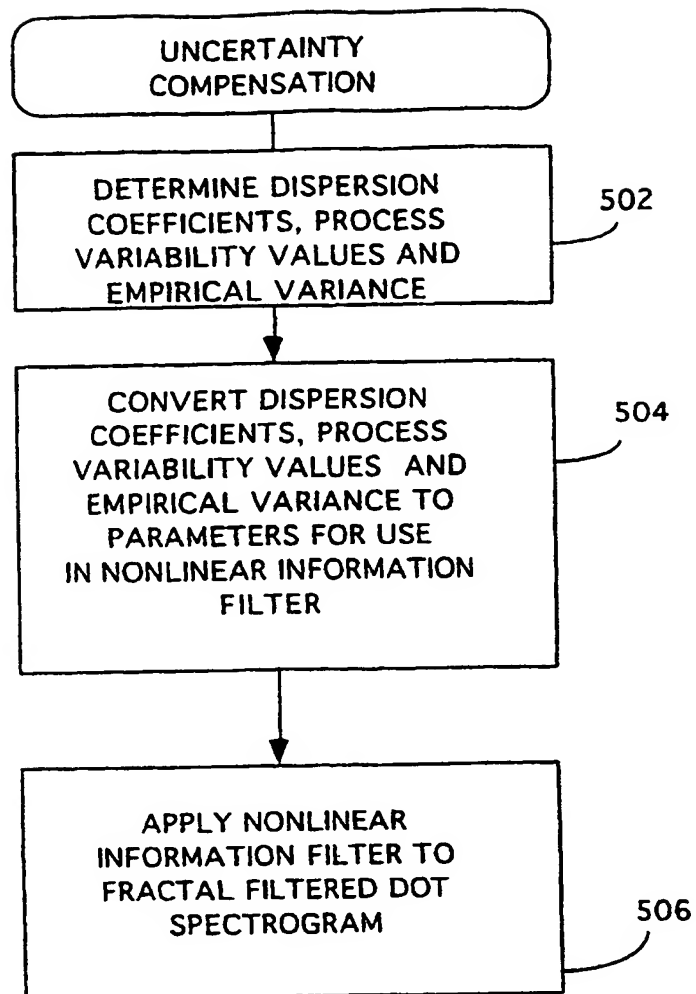 UNCERTAINTY
COMPENSATION
DETERMINE DISPERSION
COEFFICIENTS, PROCESS
VARIABILITY VALUES AND
EMPIRICAL VARIANCE
502
CONVERT DISPERSION
COEFFICIENTS, PROCESS
VARIABILITY VALUES AND
EMPIRICAL VARIANCE TO
PARAMETERS FOR USE
IN NONLINEAR INFORMATION
FILTER
504
APPLY NONLINEAR
INFORMATION FILTER TO
FRACTAL FILTERED DOT
SPECTROGRAM
506